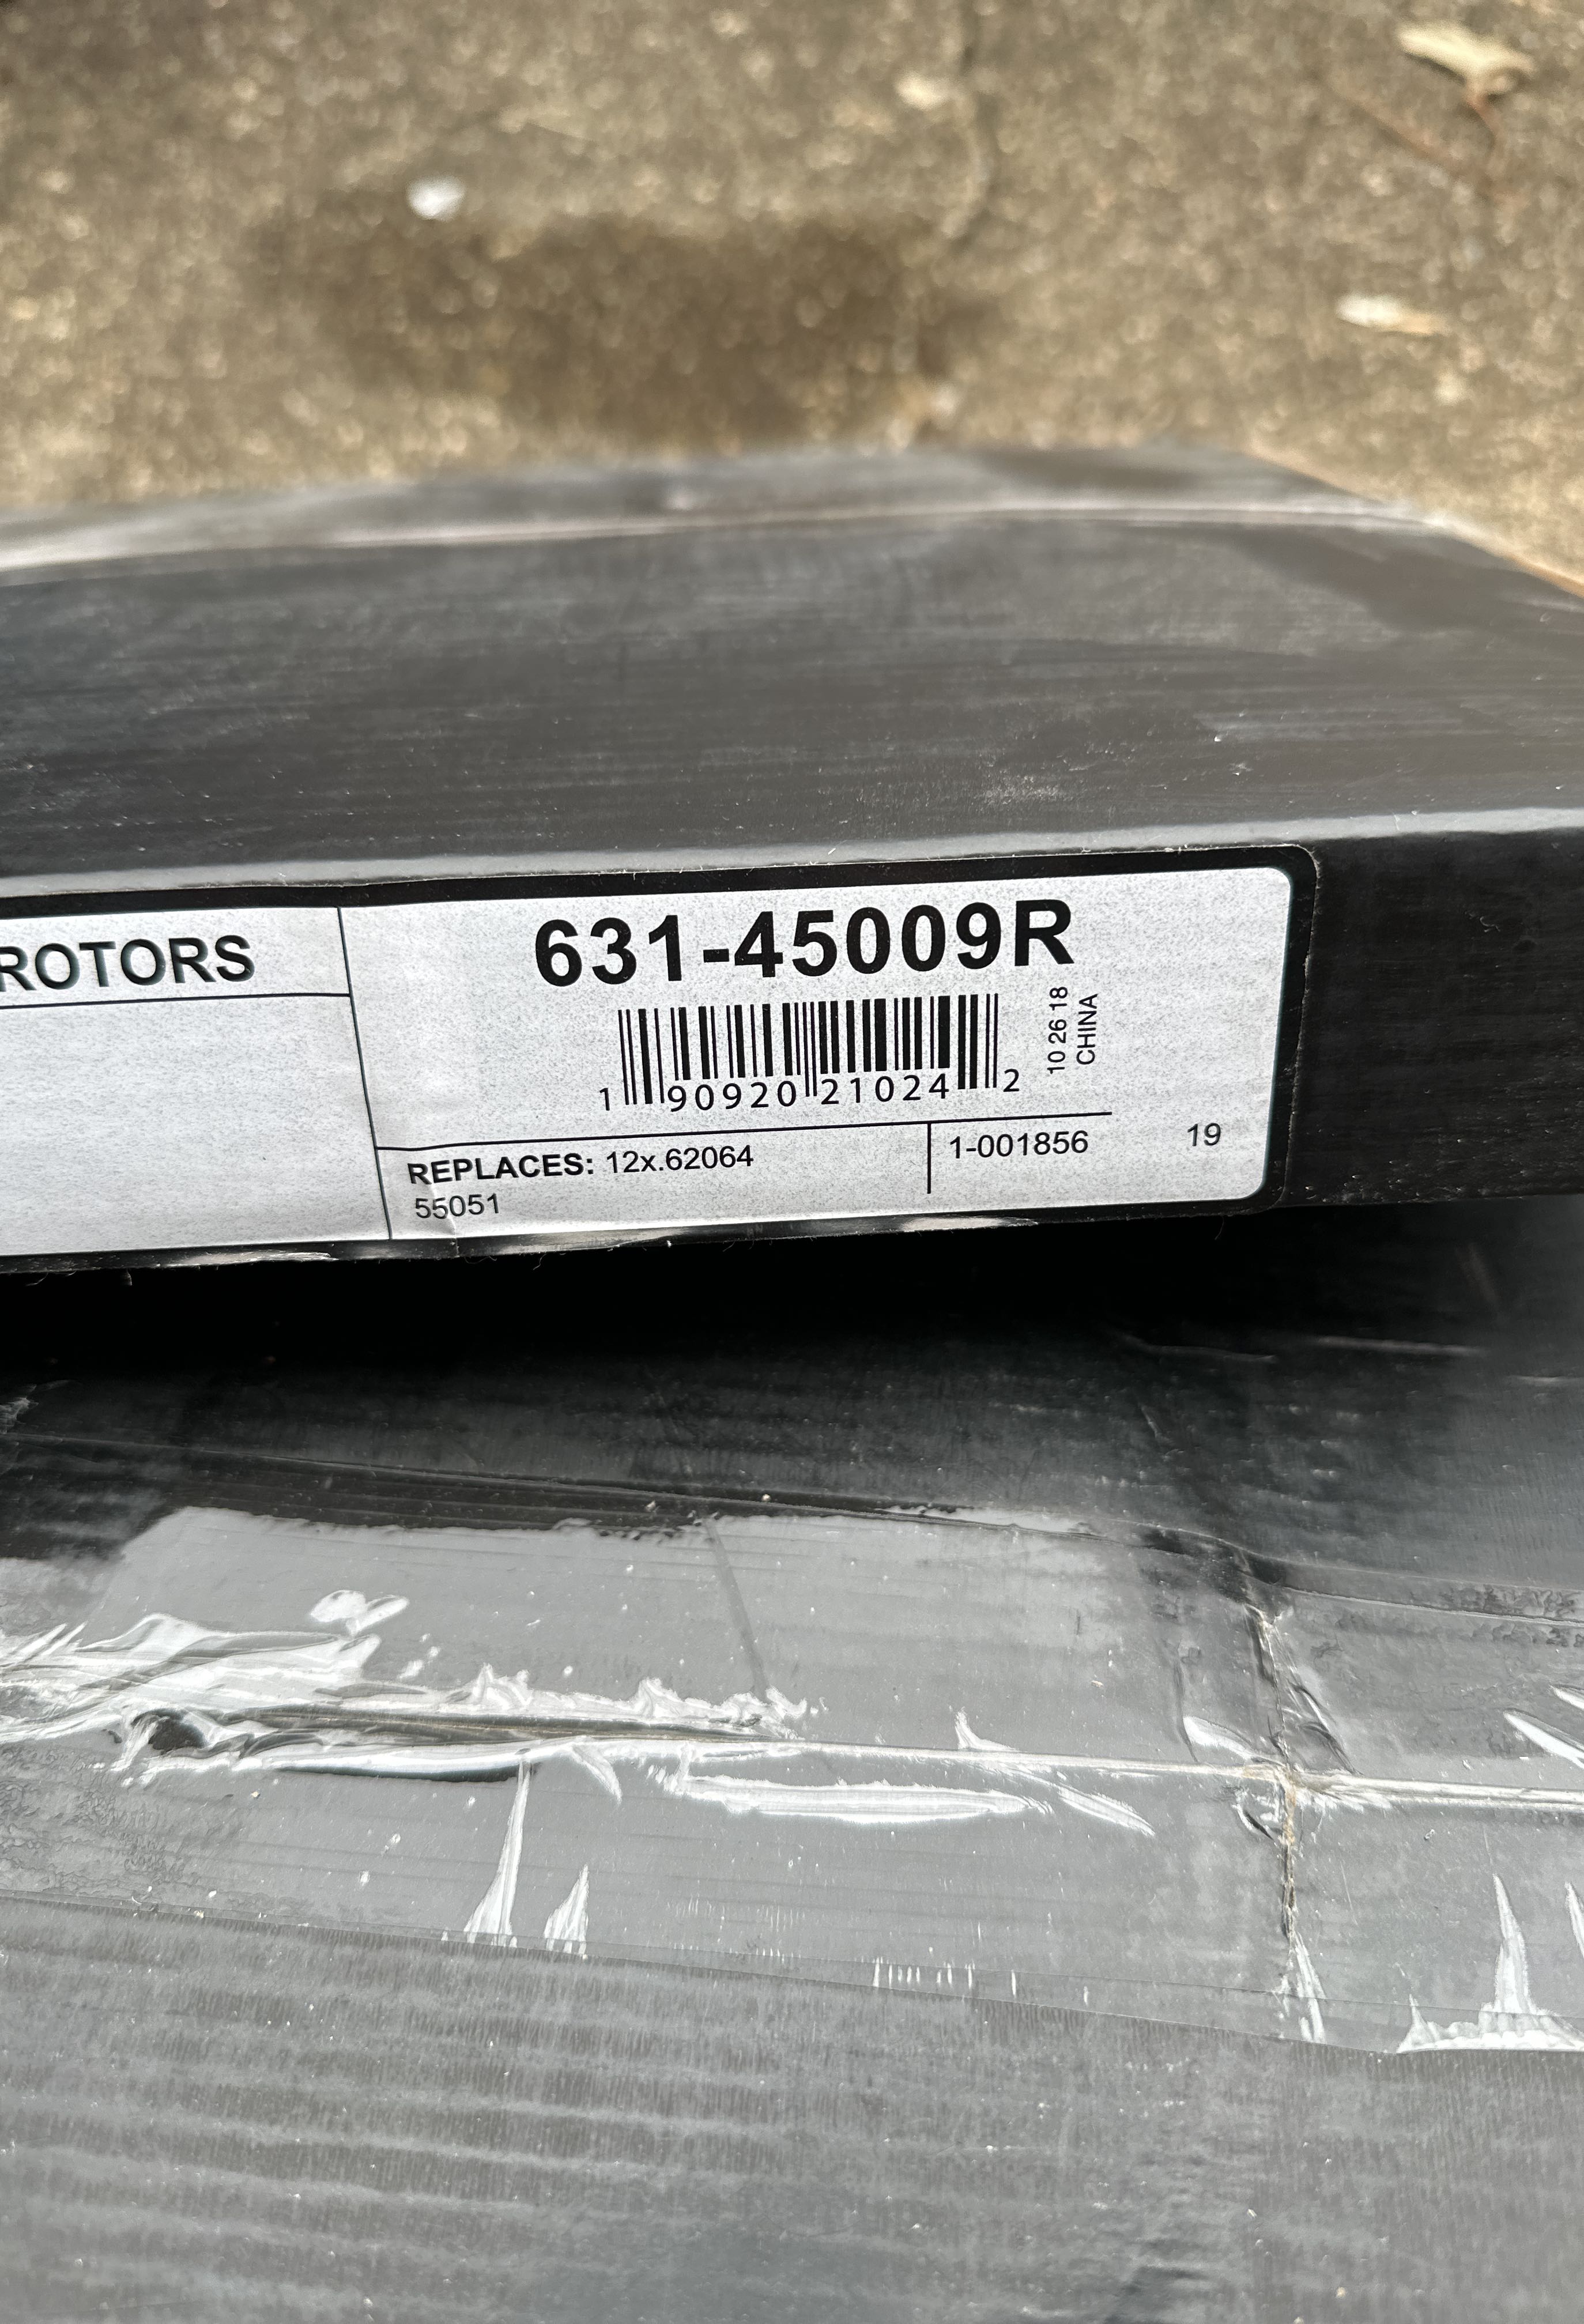 ROTORS
631-45009R
1 90920 21024 2
10 26 18
CHINA
REPLACES: 12x.62064
55051
1-001856
19